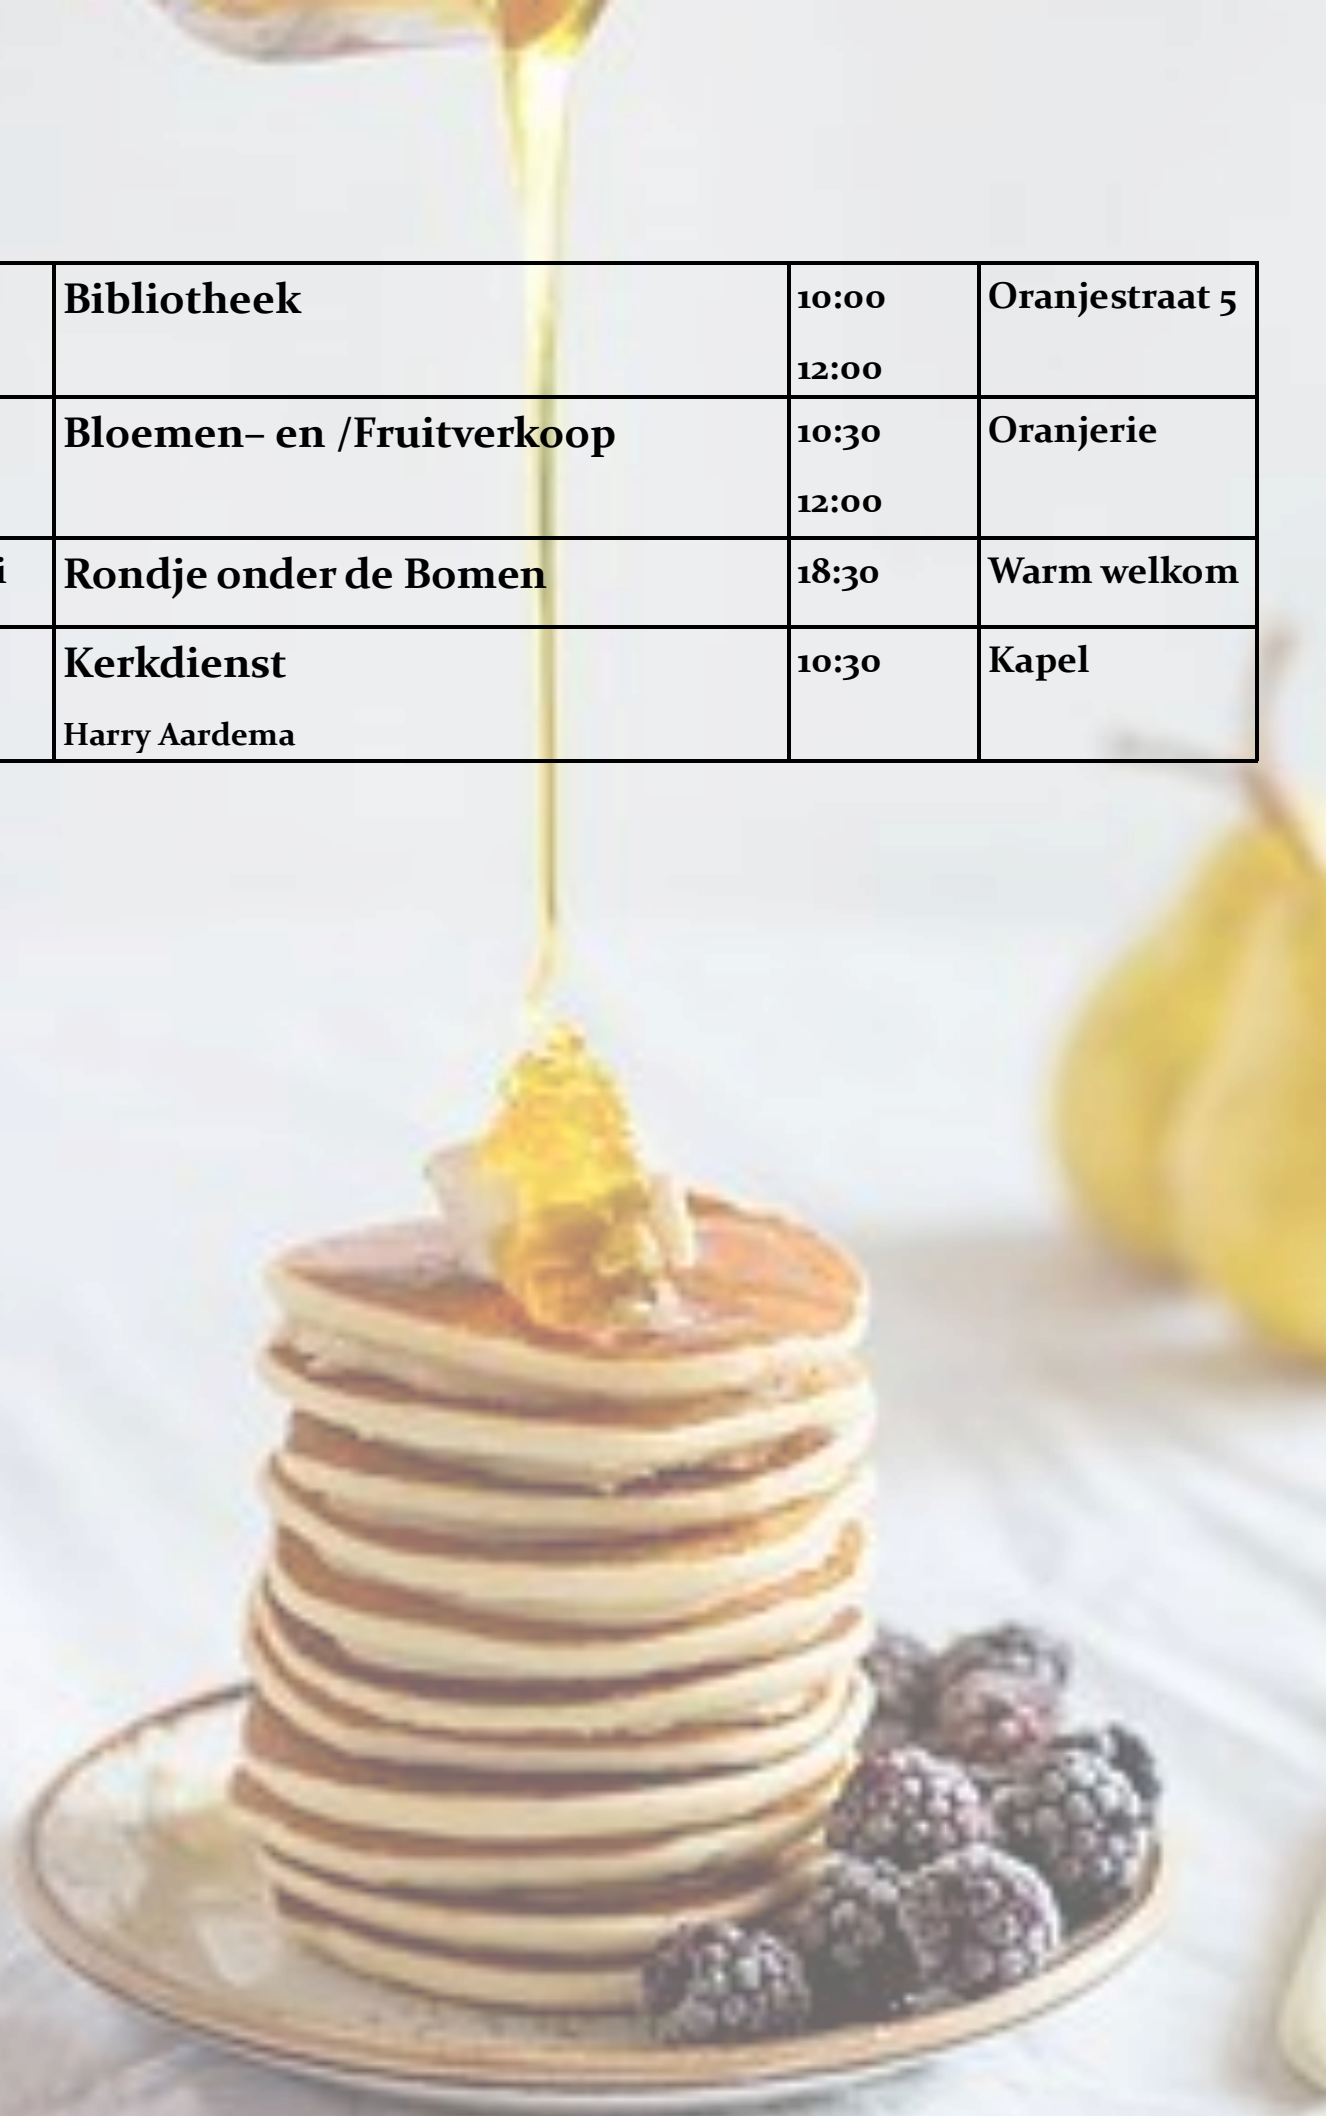 Bibliotheek 10:00 Oranjestraat 5
12:00
Bloemen– en /Fruitverkoop 10:30 Oranjerie
12:00
i Rondje onder de Bomen 18:30 Warm welkom
Kerkdienst 10:30 Kapel
Harry Aardema